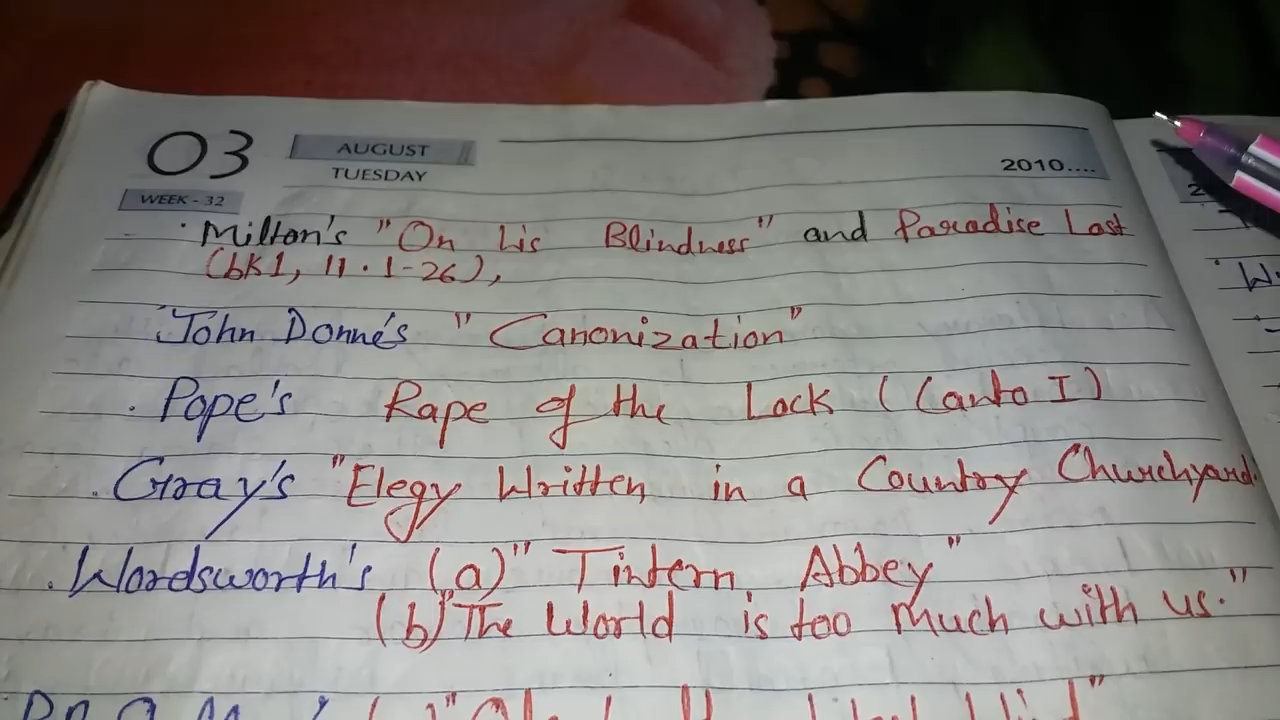 03
AUGUST
TUESDAY
2010....
WEEK - 32
Milton's "On his Blindness" and Paradise Last
(bk1, 11.1-26),
John Donne's "Canonization"
Pope's Rape of the Lock (Canto I)
Gray's "Elegy Written in a Country Churchyard.
Wordsworth's (a) "Tintern Abbey"
(b) "The World is too much with us."